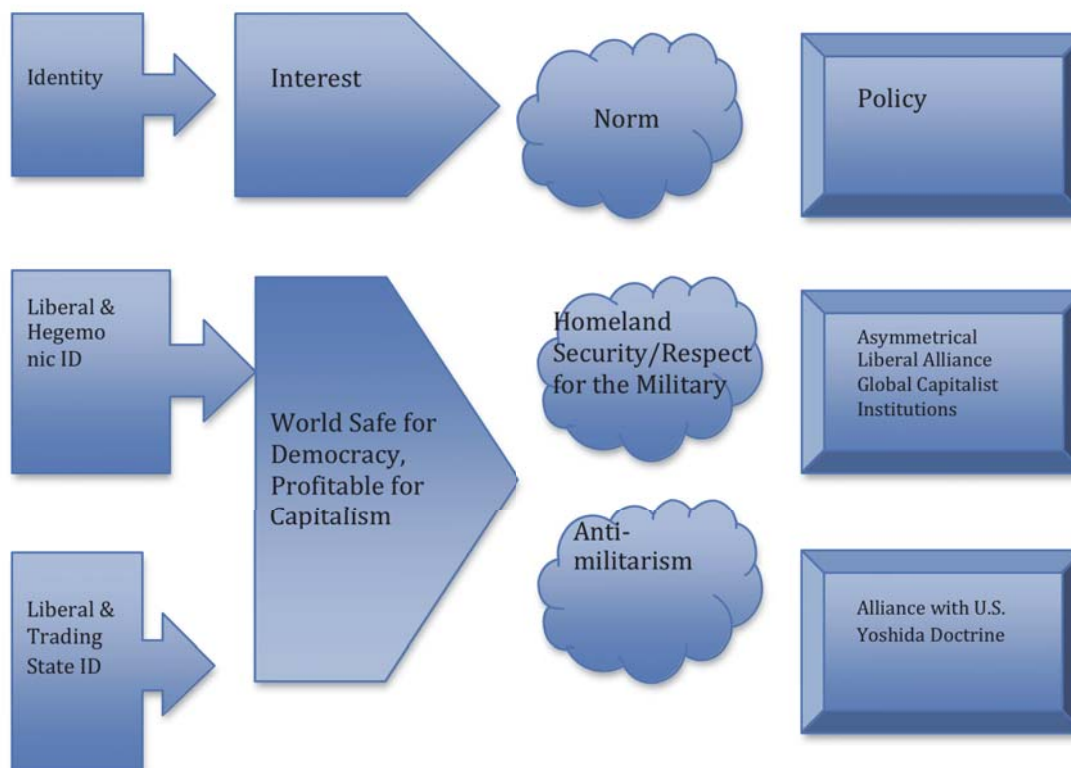 Identity
Interest
Norm
Policy
Liberal &
Hegemo
nic ID
World Safe for
Democracy,
Profitable for
Capitalism
Homeland
Security/Respect
for the Military
Asymmetrical
Liberal Alliance
Global Capitalist
Institutions
Liberal &
Trading
State ID
Anti-
militarism
Alliance with U.S.
Yoshida Doctrine